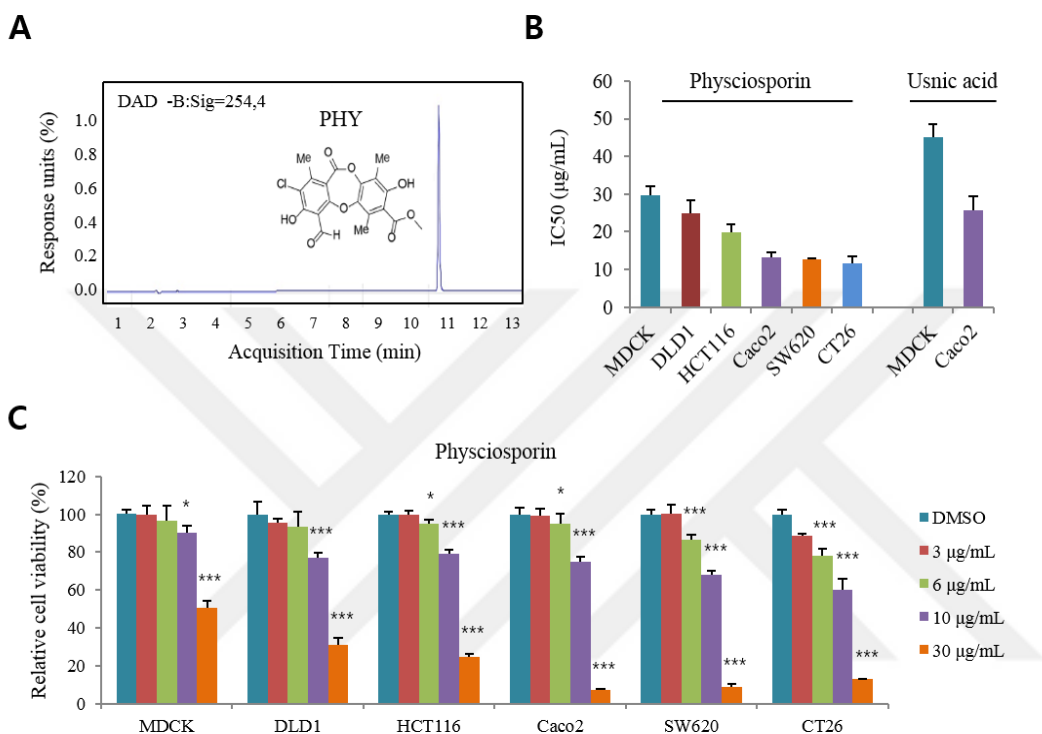 A
DAD -B:Sig=254,4
PHY
Me
O
O
Me
Cl
OH
HO
O
O
H
O
Me
O
Response units (%)
1.0
0.8
0.6
0.4
0.2
0.0
1 2 3 4 5 6 7 8 9 10 11 12 13
Acquisition Time (min)
B
Physciosporin
Usnic acid
IC50 (μg/mL)
60
50
40
30
20
10
0
MDCK DLD1 HCT116 Caco2 SW620 CT26 MDCK Caco2
C
Physciosporin
Relative cell viability (%)
120
100
80
60
40
20
0
* ***
*** ***
* *** ***
* *** ***
*** *** ***
*** *** ***
MDCK DLD1 HCT116 Caco2 SW620 CT26
DMSO
3 μg/mL
6 μg/mL
10 μg/mL
30 μg/mL